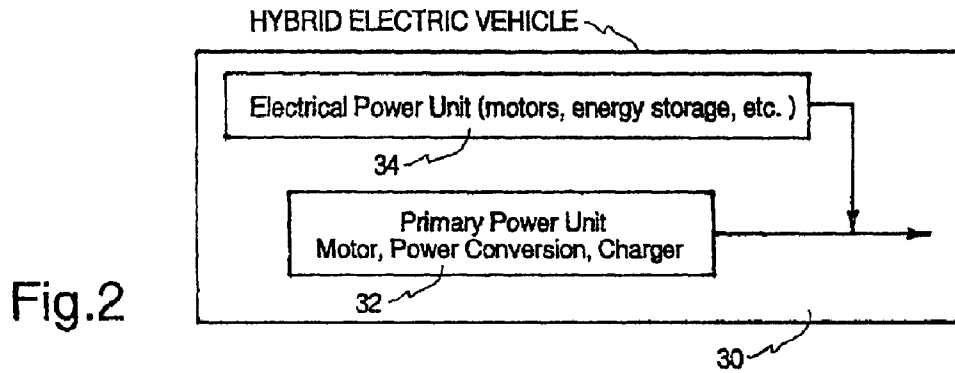 HYBRID ELECTRIC VEHICLE
Electrical Power Unit (motors, energy storage, etc. )
34
Primary Power Unit
Motor, Power Conversion, Charger
32
Fig.2
30